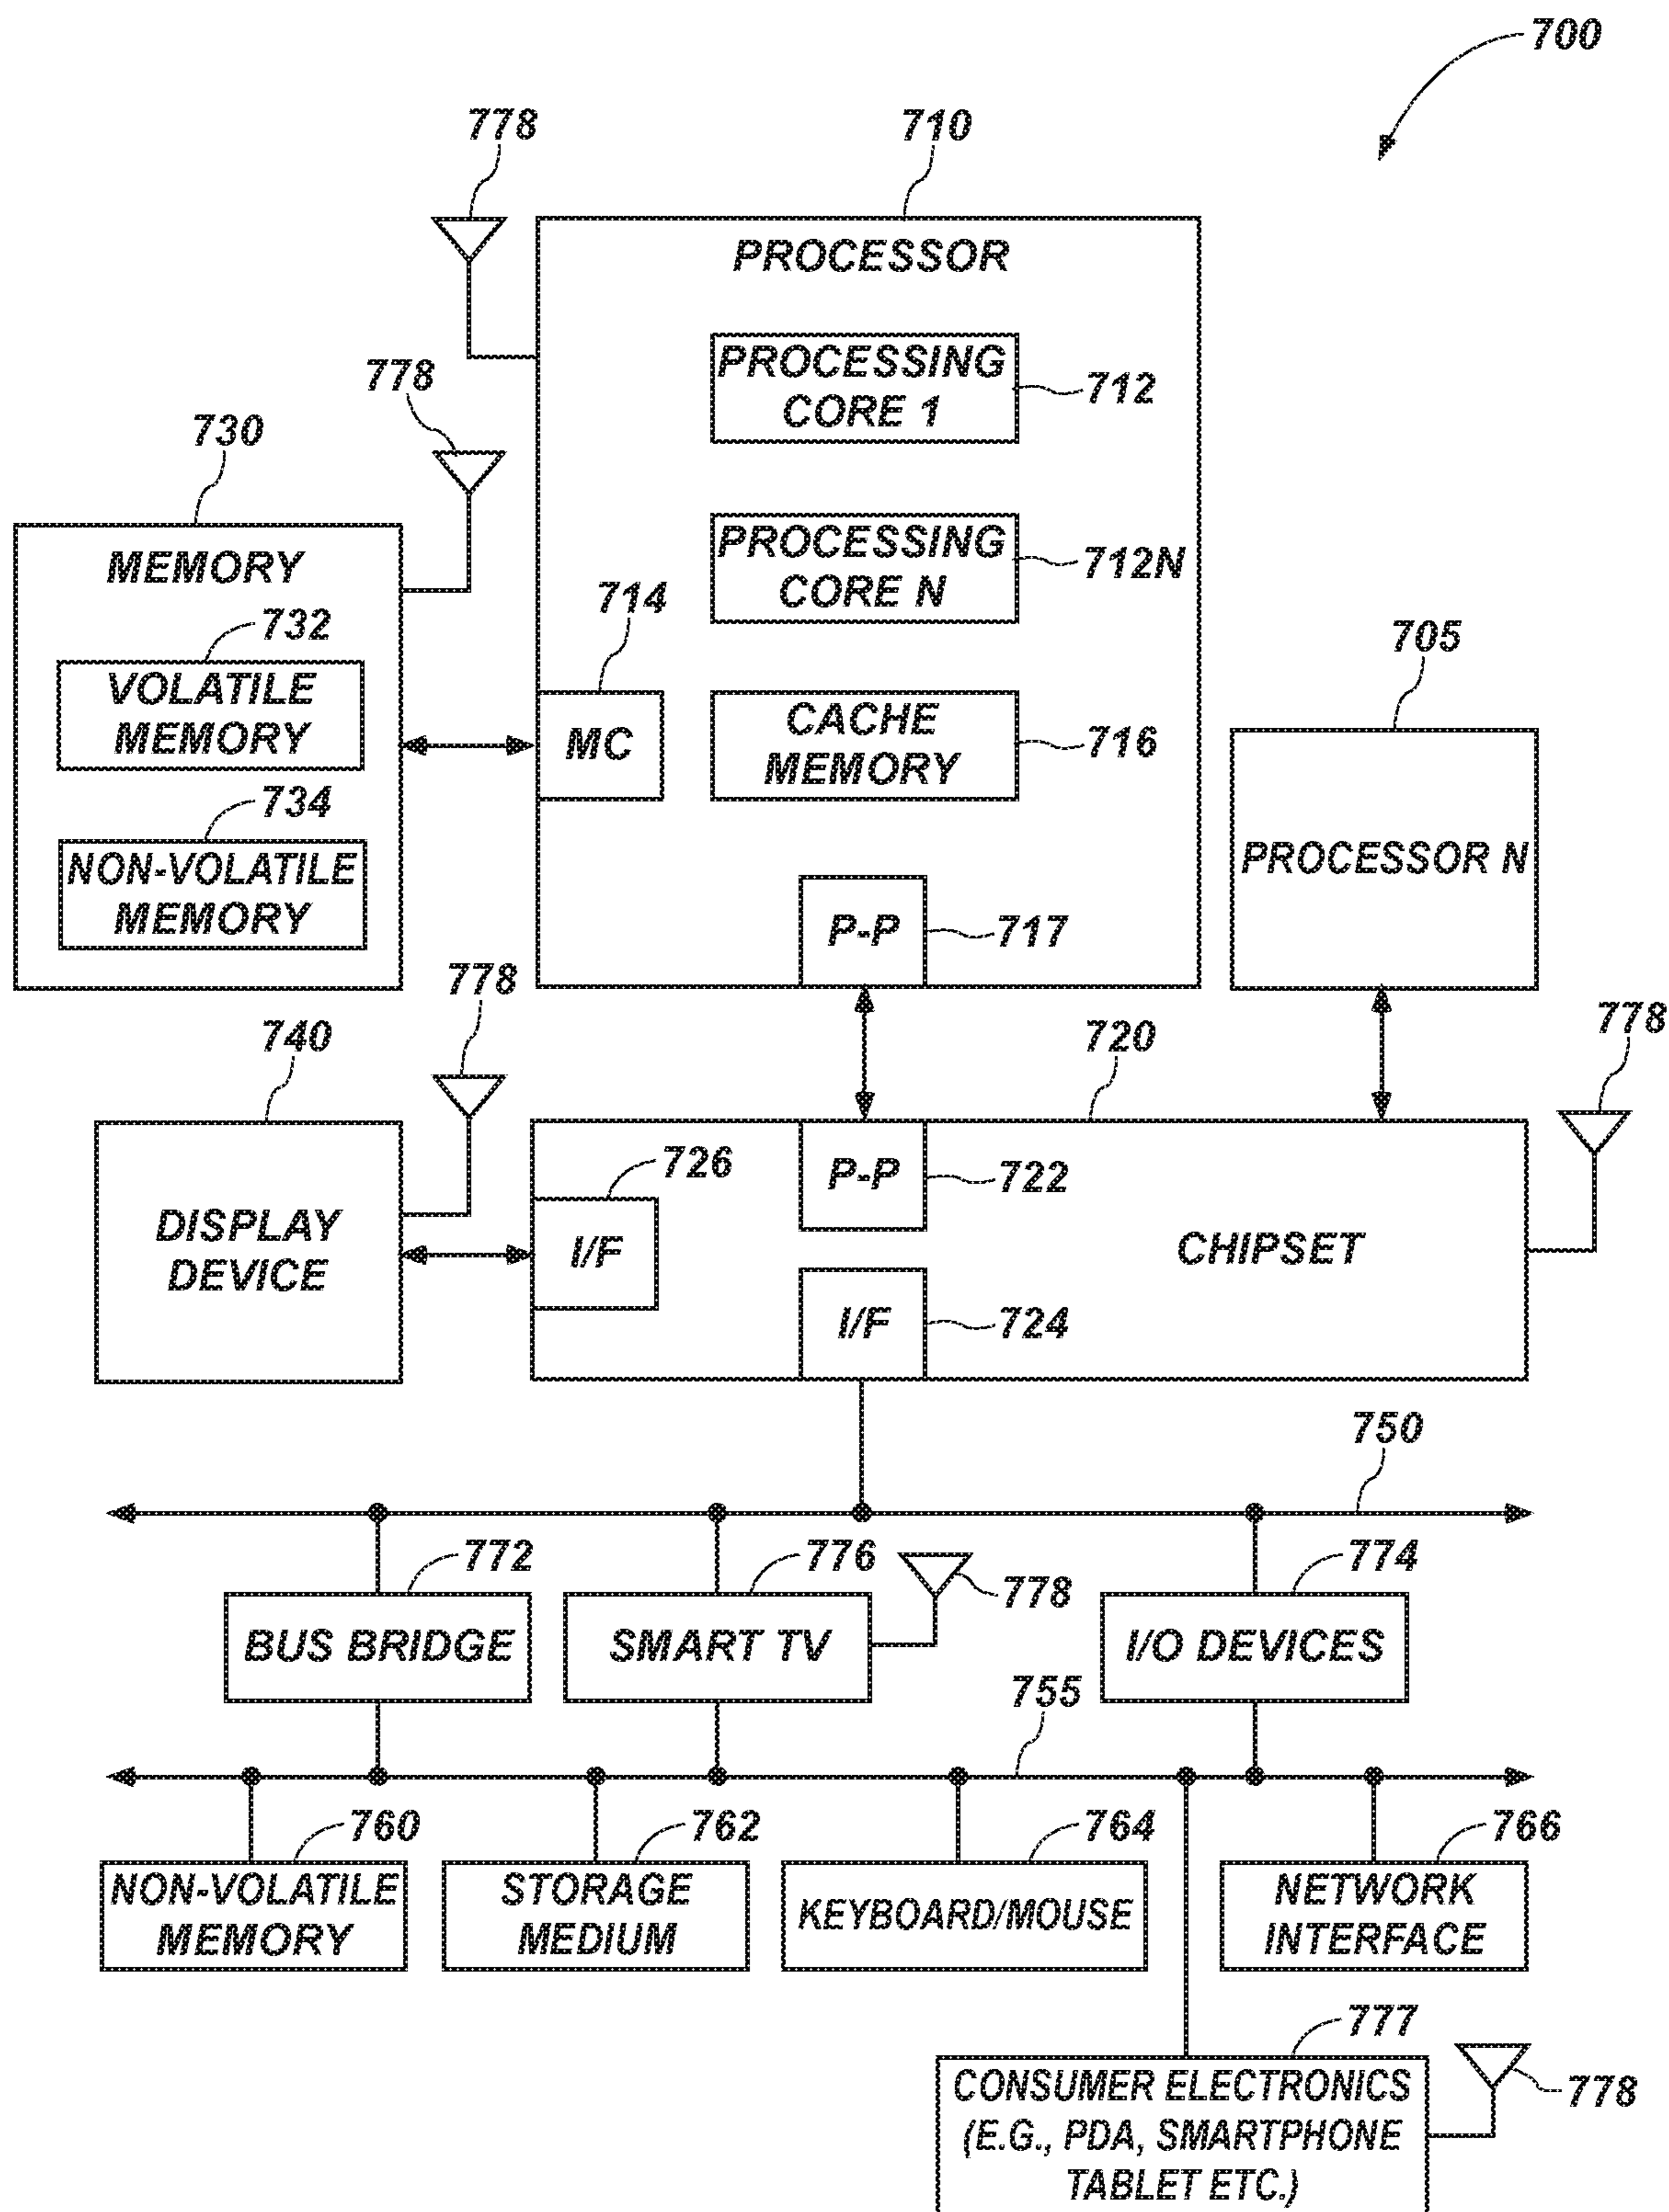 700
778
710
PROCESSOR
PROCESSING
CORE 1
712
778
730
MEMORY
PROCESSING
CORE N
712N
714
732
VOLATILE
MEMORY
MC
CACHE
MEMORY
716
705
734
NON-VOLATILE
MEMORY
PROCESSOR N
P-P
717
778
740
720
778
DISPLAY
DEVICE
726
I/F
P-P
722
CHIPSET
I/F
724
750
772
776
778
774
BUS BRIDGE
SMART TV
I/O DEVICES
755
760
762
764
766
NON-VOLATILE
MEMORY
STORAGE
MEDIUM
KEYBOARD/MOUSE
NETWORK
INTERFACE
777
CONSUMER ELECTRONICS
(E.G., PDA, SMARTPHONE
TABLET ETC.)
778